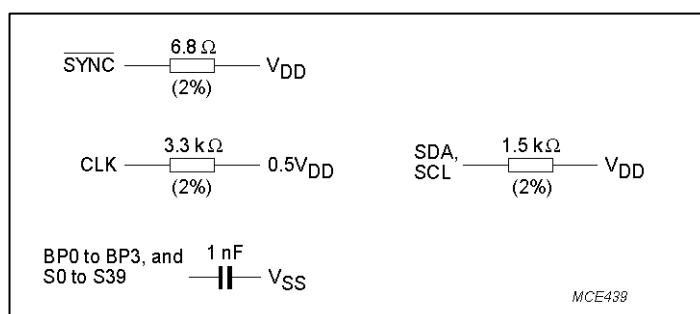 6.8 Ω
SYNC VDD
(2%)
3.3 kΩ
CLK 0.5VDD
(2%)
1.5 kΩ
SDA,
SCL VDD
(2%)
BP0 to BP3, and
S0 to S39
1 nF
VSS
MCE439